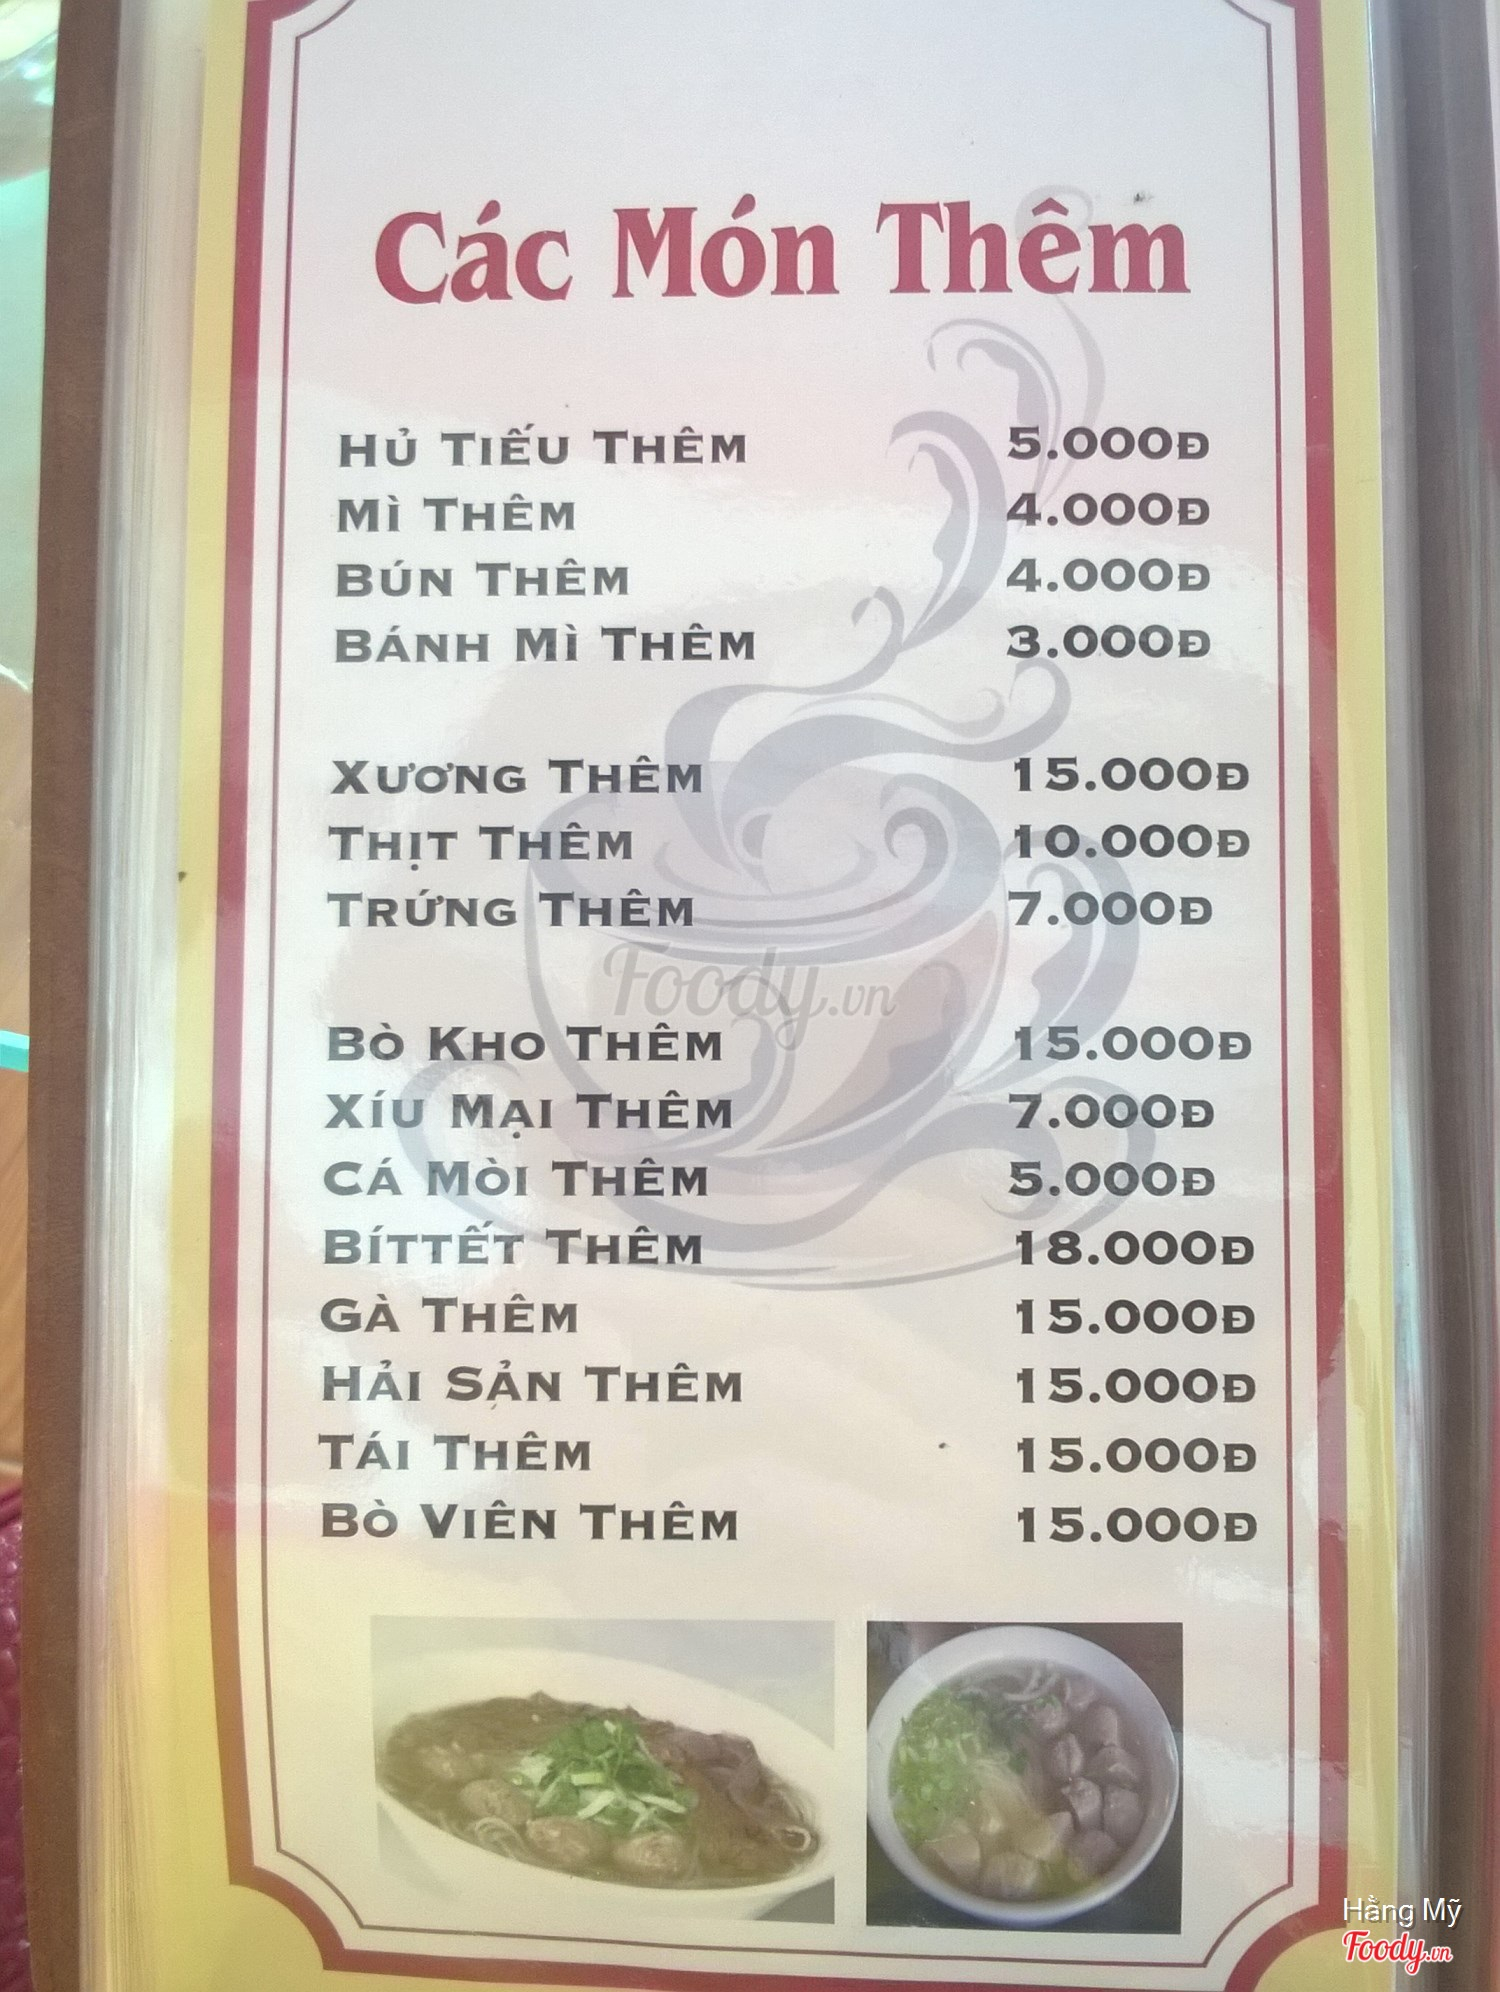 Các Món Thêm
Hủ Tiếu Thêm 5.000Đ
Mì Thêm 4.000Đ
Bún Thêm 4.000Đ
Bánh Mì Thêm 3.000Đ
Xương Thêm 15.000Đ
Thịt Thêm 10.000Đ
Trứng Thêm 7.000Đ
Foody.vn
Bò Kho Thêm 15.000Đ
Xíu Mại Thêm 7.000Đ
Cá Mòi Thêm 5.000Đ
Bíttết Thêm 18.000Đ
Gà Thêm 15.000Đ
Hải Sản Thêm 15.000Đ
Tái Thêm 15.000Đ
Bò Viên Thêm 15.000Đ
Hằng Mỹ
Foody.vn